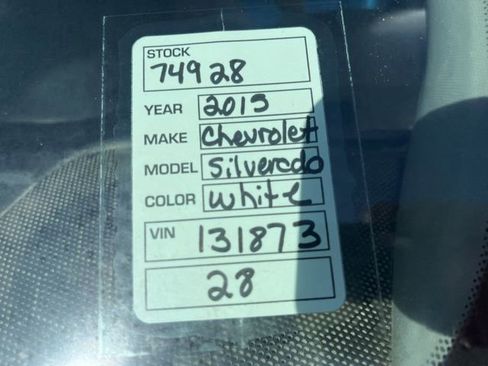 STOCK
74928
YEAR 2015
MAKE Chevrolet
MODEL Silverado
COLOR White
VIN 131873
28